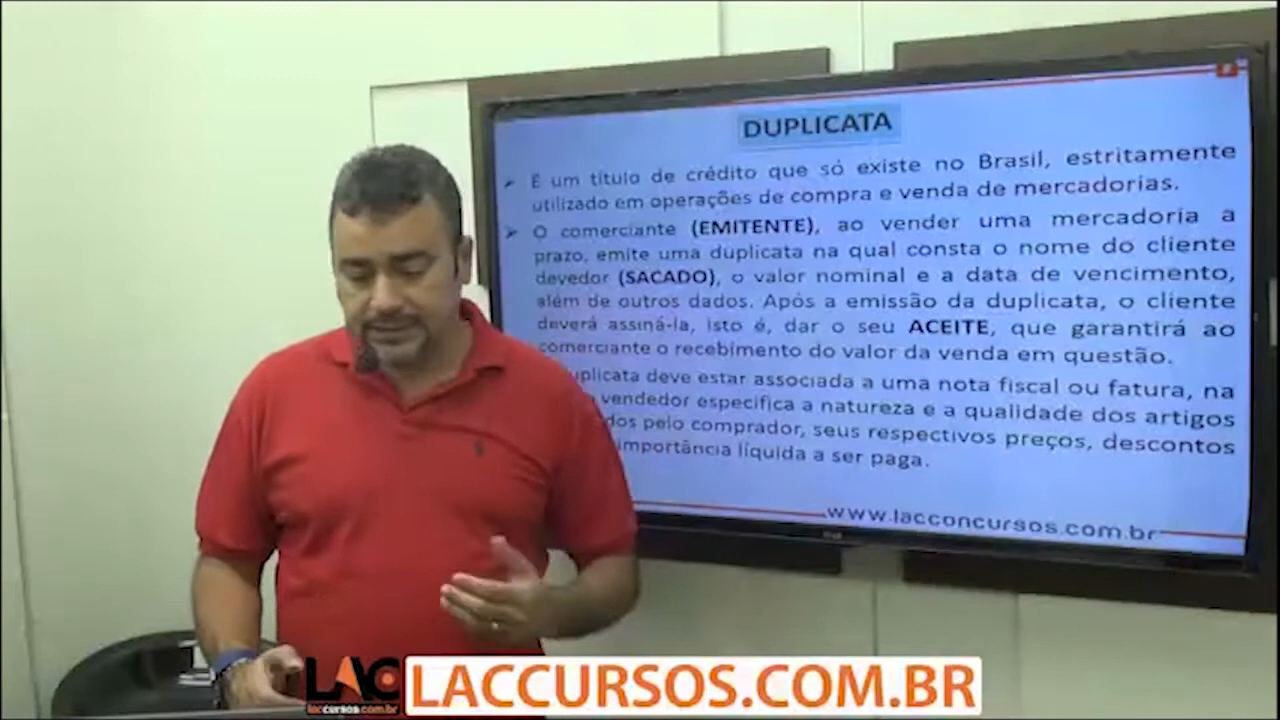 DUPLICATA
É um título de crédito que só existe no Brasil, estritamente
utilizado em operações de compra e venda de mercadorias.
O comerciante (EMITENTE), ao vender uma mercadoria a
prazo, emite uma duplicata na qual consta o nome do cliente
devedor (SACADO), o valor nominal e a data de vencimento,
além de outros dados. Após a emissão da duplicata, o cliente
deverá assiná-la, isto é, dar o seu ACEITE, que garantirá ao
comerciante o recebimento do valor da venda em questão.
uplicata deve estar associada a uma nota fiscal ou fatura, na
vendedor especifica a natureza e a qualidade dos artigos
dos pelo comprador, seus respectivos preços, descontos
importância líquida a ser paga.
www.lacconcursos.com.br
LAC
laccursos.com.br
LACCURSOS.COM.BR